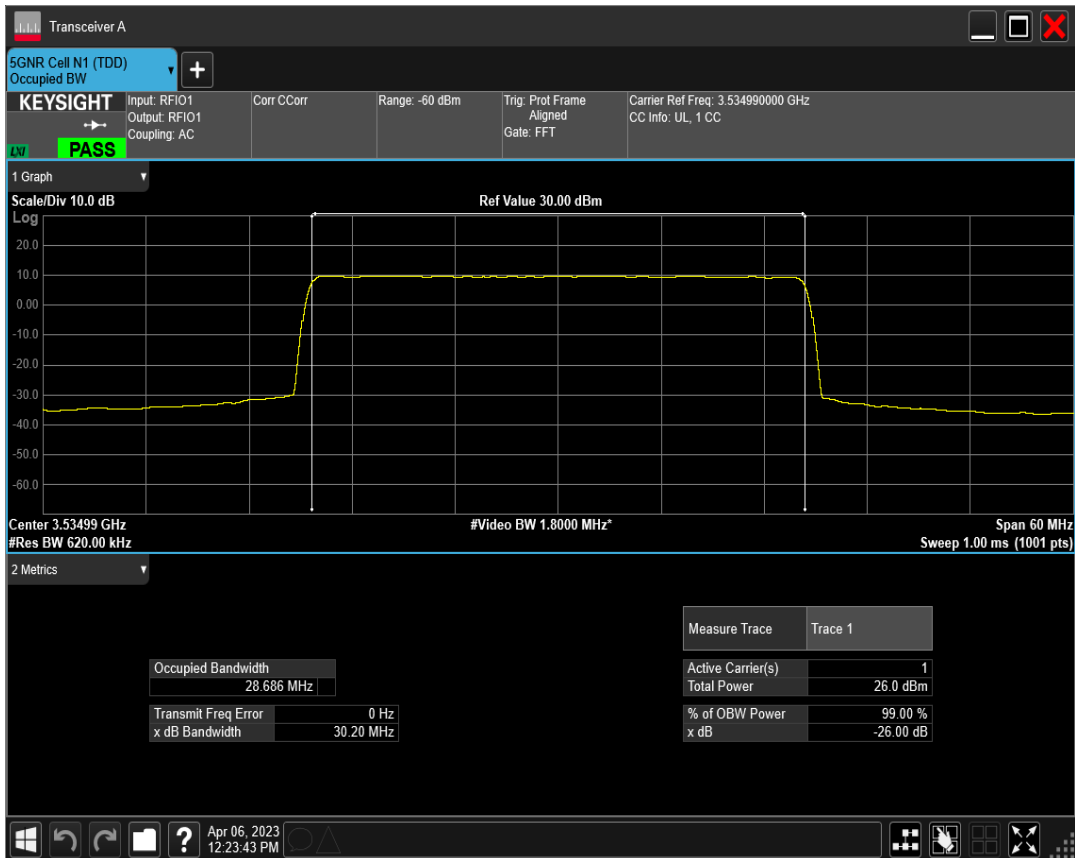 Transceiver A
5GNR Cell N1 (TDD)
Occupied BW
+
KEYSIGHT
LXI
PASS
Input: RFIO1
Output: RFIO1
Coupling: AC
Corr CCorr
Range: -60 dBm
Trig: Prot Frame
Aligned
Gate: FFT
Carrier Ref Freq: 3.534990000 GHz
CC Info: UL, 1 CC
1 Graph
Scale/Div 10.0 dB
Ref Value 30.00 dBm
Log
20.0
10.0
0.00
-10.0
-20.0
-30.0
-40.0
-50.0
-60.0
Center 3.53499 GHz
#Video BW 1.8000 MHz*
Span 60 MHz
#Res BW 620.00 kHz
Sweep 1.00 ms (1001 pts)
2 Metrics
Measure Trace Trace 1
Occupied Bandwidth
28.686 MHz
Active Carrier(s) 1
Total Power 26.0 dBm
Transmit Freq Error 0 Hz
x dB Bandwidth 30.20 MHz
% of OBW Power 99.00 %
x dB -26.00 dB
?
Apr 06, 2023
12:23:43 PM